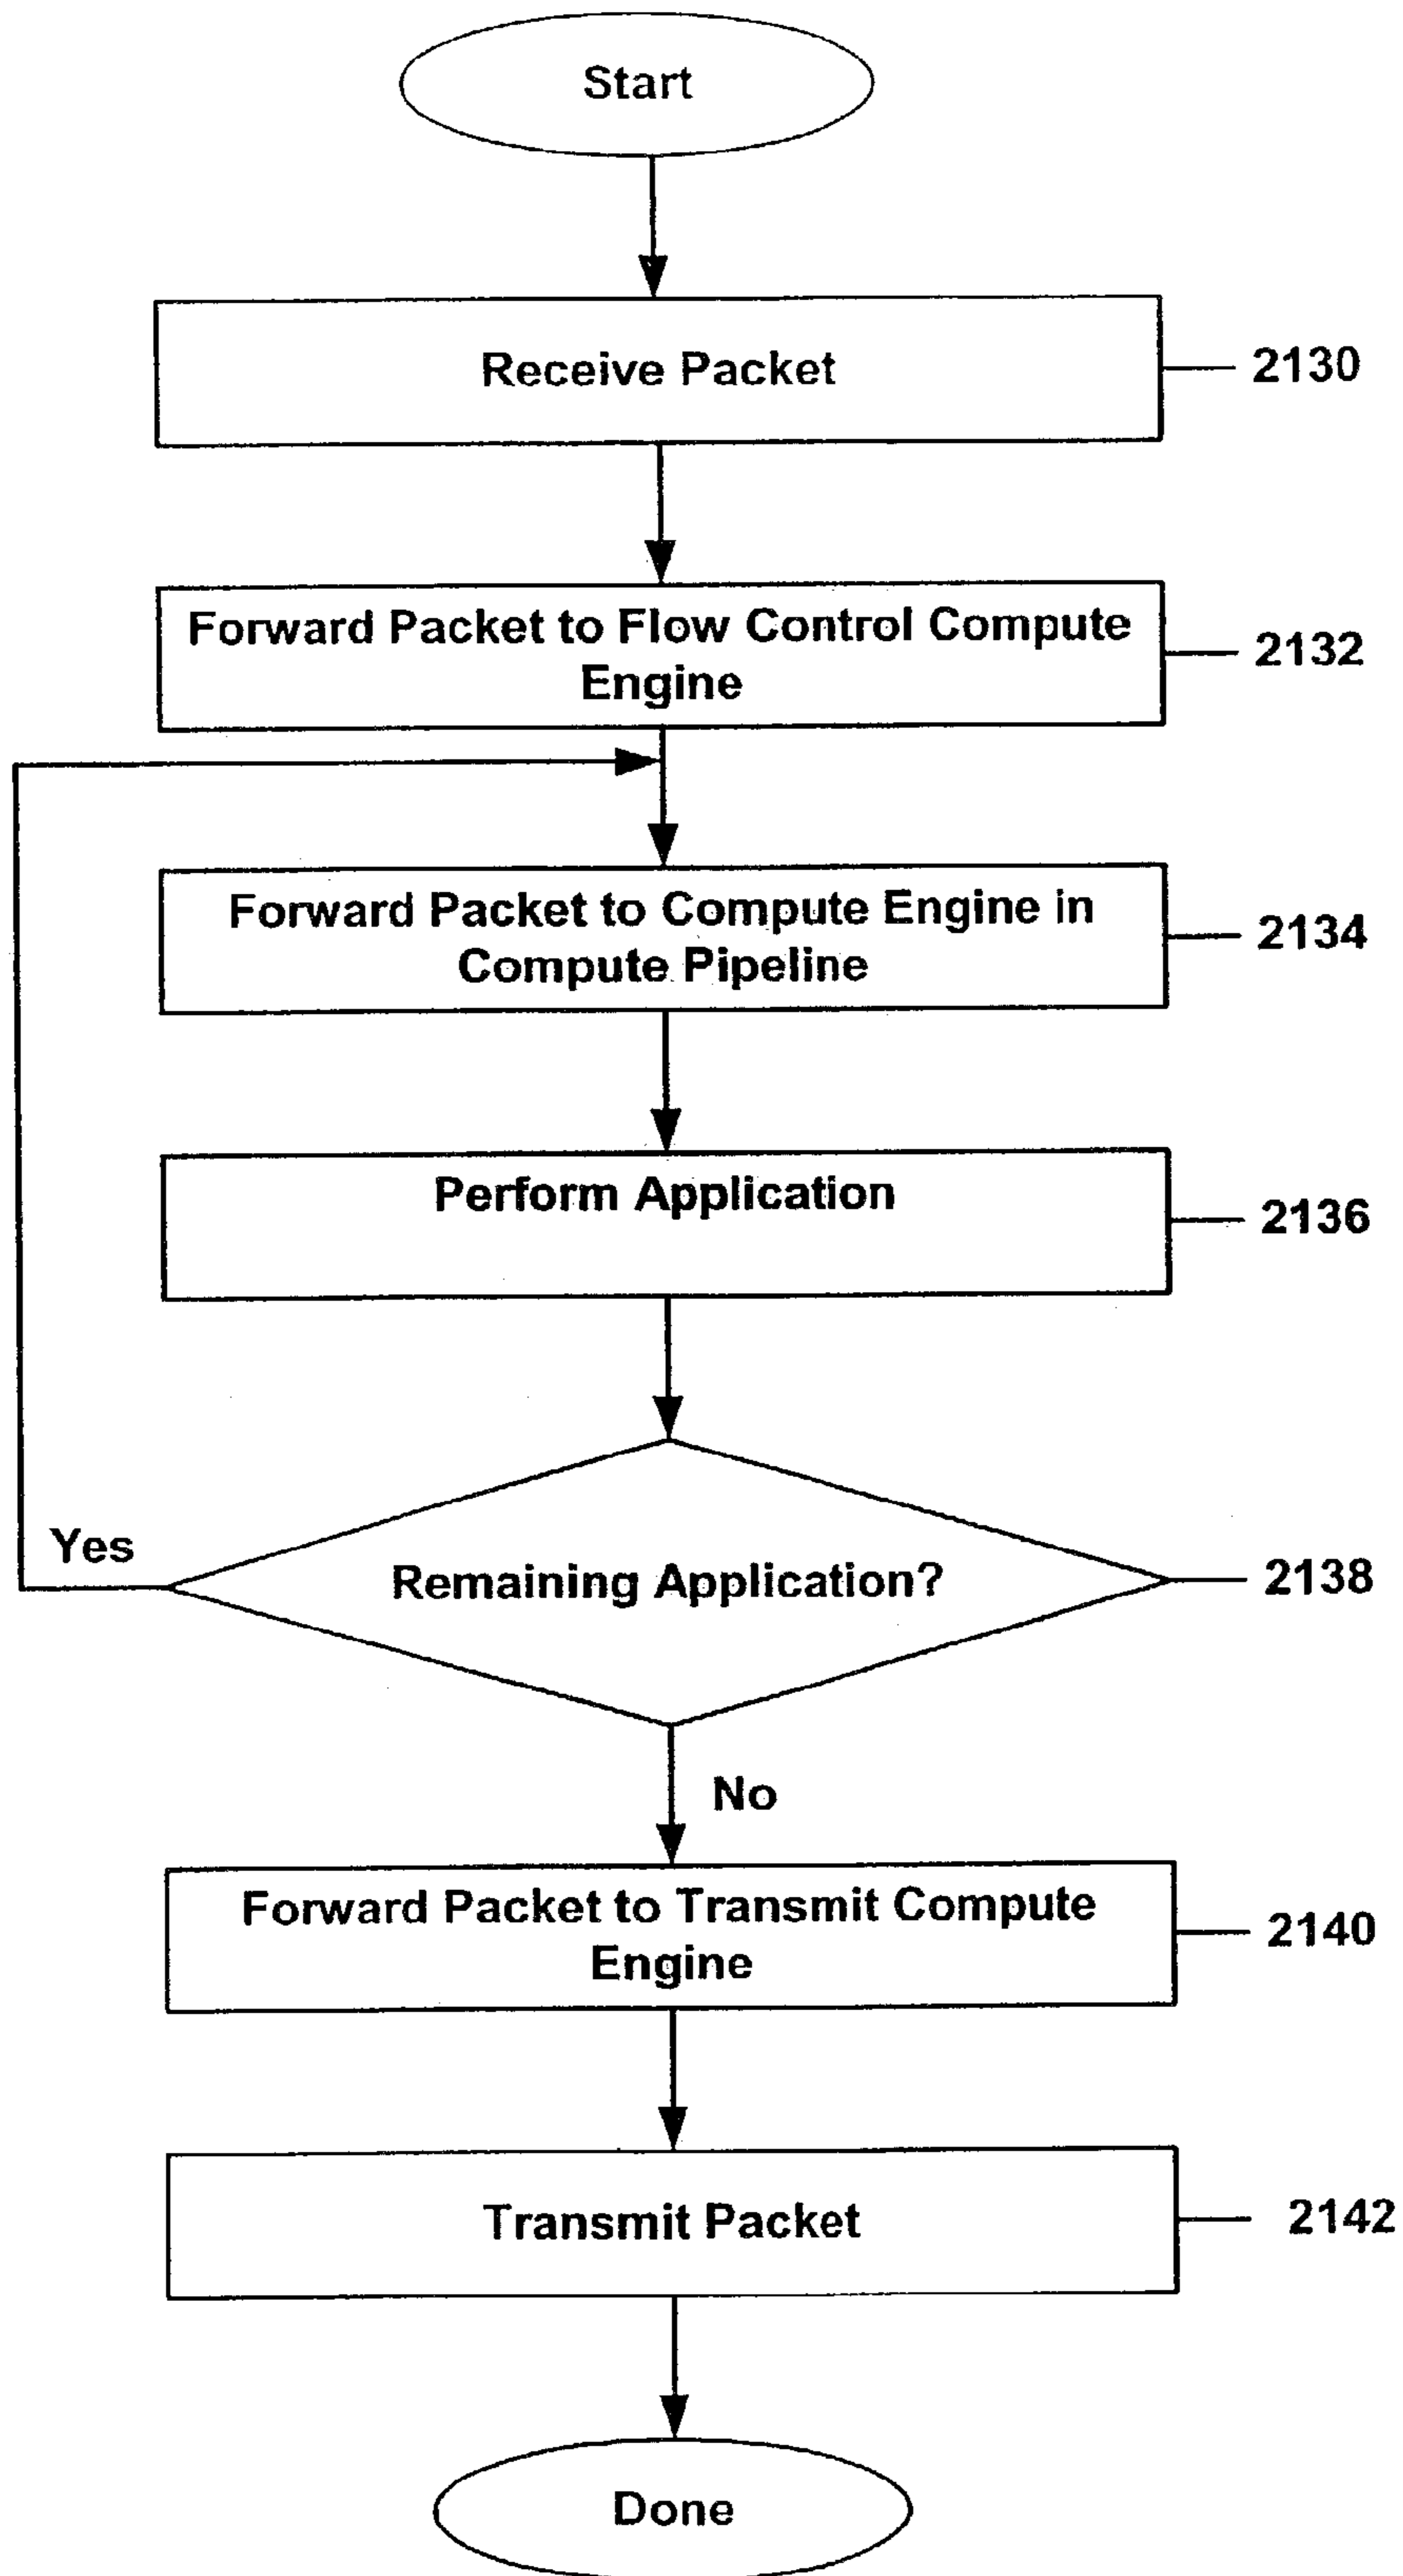 Start
Receive Packet
2130
Forward Packet to Flow Control Compute
Engine
2132
Forward Packet to Compute Engine in
Compute Pipeline
2134
Perform Application
2136
Yes
Remaining Application?
2138
No
Forward Packet to Transmit Compute
Engine
2140
Transmit Packet
2142
Done